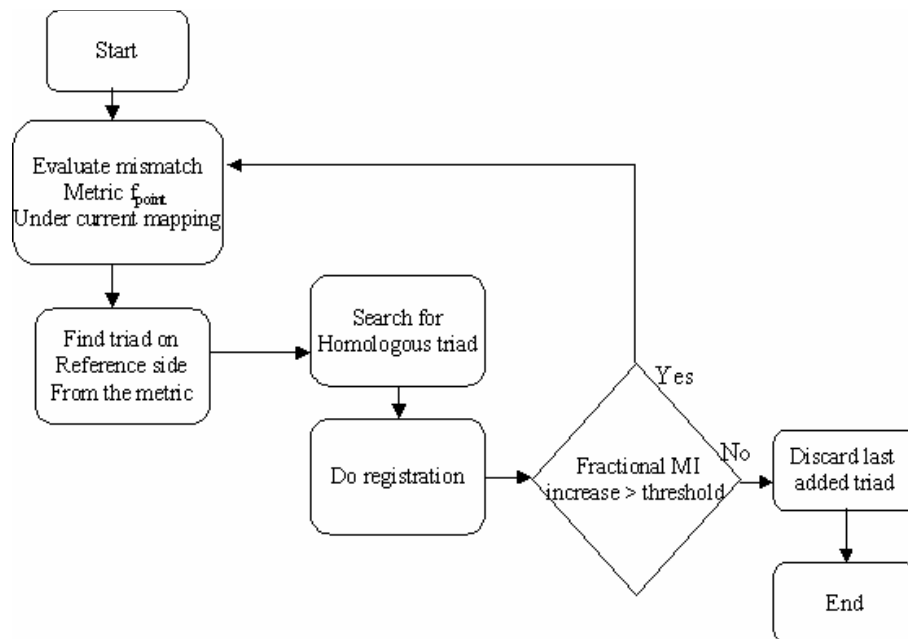 Start
Evaluate mismatch
Metric fpoint
Under current mapping
Find triad on
Reference side
From the metric
Search for
Homologous triad
Do registration
Fractional MI
increase > threshold
Yes
No
Discard last
added triad
End